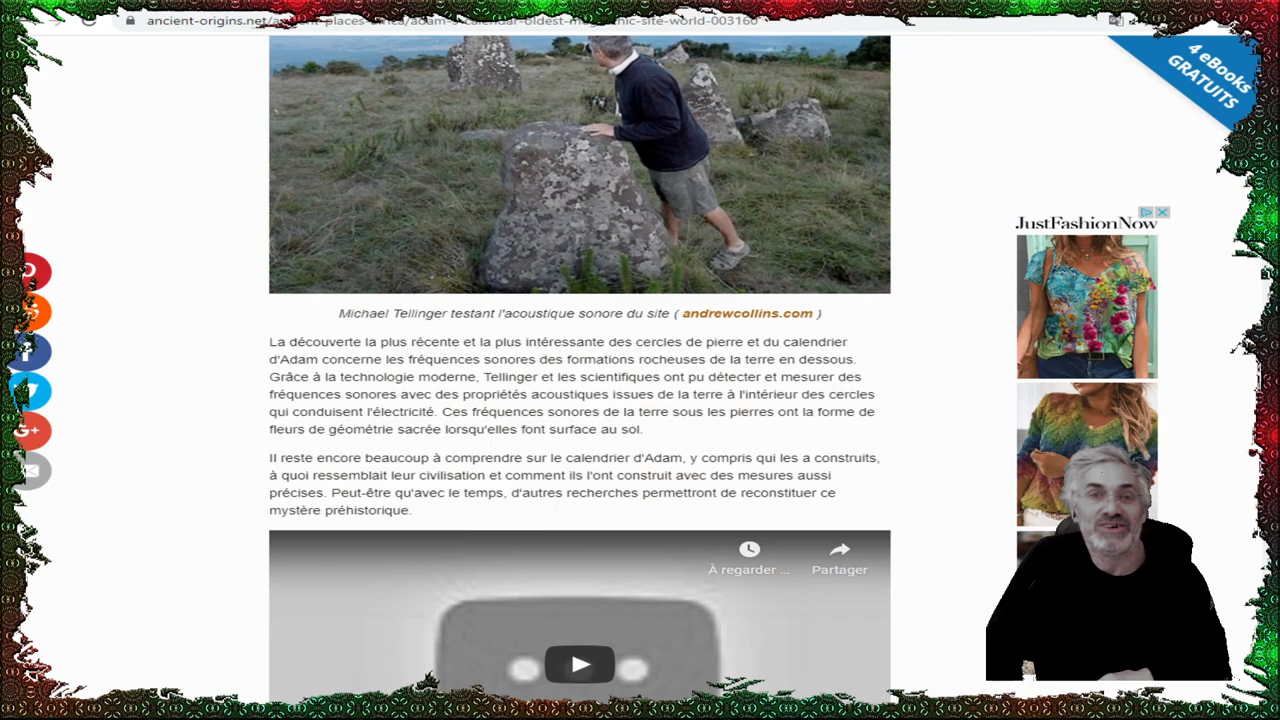 ancient-origins.net/
adam-s-calendar-oldest-meg
hic-site-world-003160
4 eBooks
GRATUITS
JUSTFASHIONNOW
Michael Tellinger testant l'acoustique sonore du site ( andrewcollins.com )
La découverte la plus récente et la plus intéressante des cercles de pierre et du calendrier
d'Adam concerne les fréquences sonores des formations rocheuses de la terre en dessous.
Grâce à la technologie moderne, Tellinger et les scientifiques ont pu détecter et mesurer des
fréquences sonores avec des propriétés acoustiques issues de la terre à l'intérieur des cercles
qui conduisent l'électricité. Ces fréquences sonores de la terre sous les pierres ont la forme de
fleurs de géométrie sacrée lorsqu'elles font surface au sol.
Il reste encore beaucoup à comprendre sur le calendrier d'Adam, y compris qui les a construits,
à quoi ressemblait leur civilisation et comment ils l'ont construit avec des mesures aussi
précises. Peut-être qu'avec le temps, d'autres recherches permettront de reconstituer ce
mystère préhistorique.
À regarder ...
Partager
G+